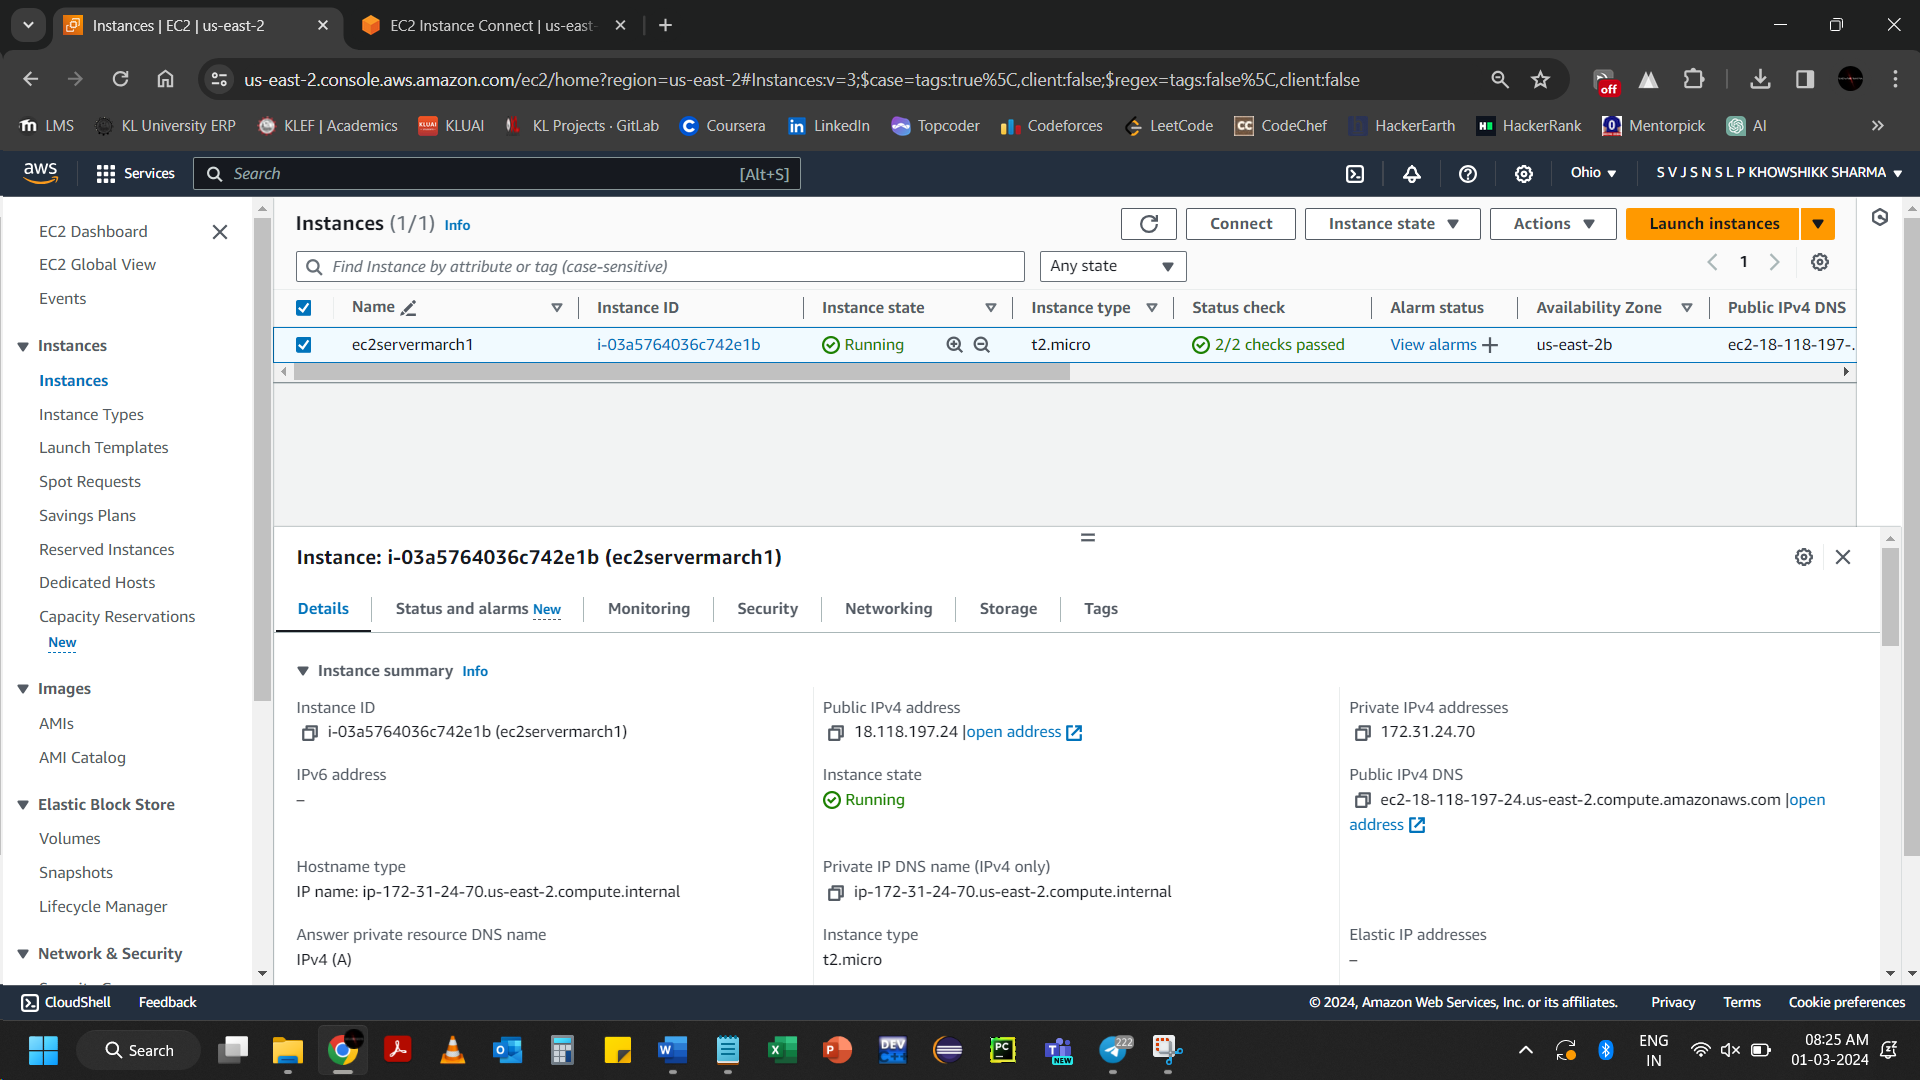 Instances | EC2 | us-east-2
EC2 Instance Connect | us-east-
us-east-2.console.aws.amazon.com/ec2/home?region=us-east-2#Instances:v=3;$case=tags:true%5C,client:false;$regex=tags:false%5C,client:false
off
LMS
KL University ERP
KLEF | Academics
KLUAI
KL Projects · GitLab
Coursera
LinkedIn
Topcoder
Codeforces
LeetCode
CodeChef
HackerEarth
HackerRank
Mentorpick
AI
aws
Services
Search
[Alt+S]
Ohio
S V J S N S L P KHOWSHIKK SHARMA
EC2 Dashboard
EC2 Global View
Events
Instances
Instances
Instance Types
Launch Templates
Spot Requests
Savings Plans
Reserved Instances
Dedicated Hosts
Capacity Reservations
New
Images
AMIs
AMI Catalog
Elastic Block Store
Volumes
Snapshots
Lifecycle Manager
Network & Security
Instances (1/1) Info
Connect
Instance state
Actions
Launch instances
Find Instance by attribute or tag (case-sensitive)
Any state
1
Name
Instance ID
Instance state
Instance type
Status check
Alarm status
Availability Zone
Public IPv4 DNS
ec2servermarch1
i-03a5764036c742e1b
Running
t2.micro
2/2 checks passed
View alarms
us-east-2b
ec2-18-118-197-...
Instance: i-03a5764036c742e1b (ec2servermarch1)
Details
Status and alarms New
Monitoring
Security
Networking
Storage
Tags
Instance summary Info
Instance ID
i-03a5764036c742e1b (ec2servermarch1)
Public IPv4 address
18.118.197.24 |open address
Private IPv4 addresses
172.31.24.70
IPv6 address
–
Instance state
Running
Public IPv4 DNS
ec2-18-118-197-24.us-east-2.compute.amazonaws.com |open
address
Hostname type
IP name: ip-172-31-24-70.us-east-2.compute.internal
Private IP DNS name (IPv4 only)
ip-172-31-24-70.us-east-2.compute.internal
Answer private resource DNS name
IPv4 (A)
Instance type
t2.micro
Elastic IP addresses
–
CloudShell
Feedback
© 2024, Amazon Web Services, Inc. or its affiliates.
Privacy
Terms
Cookie preferences
Search
222
ENG
IN
08:25 AM
01-03-2024